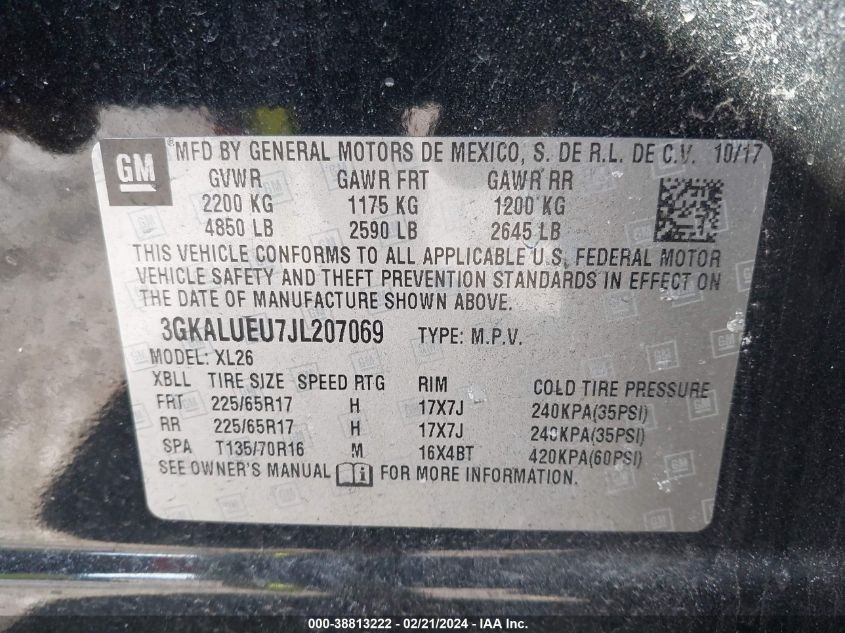 GM ® MFD BY GENERAL MOTORS DE MEXICO, S. DE R.L. DE C.V. 10/17
GVWR GAWR FRT GAWR RR
2200 KG 1175 KG 1200 KG
4850 LB 2590 LB 2645 LB
THIS VEHICLE CONFORMS TO ALL APPLICABLE U.S. FEDERAL MOTOR
VEHICLE SAFETY AND THEFT PREVENTION STANDARDS IN EFFECT ON
THE DATE OF MANUFACTURE SHOWN ABOVE.
3GKALUEU7JL207069 TYPE: M.P.V.
MODEL: XL26
XBLL TIRE SIZE SPEED RTG RIM COLD TIRE PRESSURE
FRT 225/65R17 H 17X7J 240KPA(35PSI)
RR 225/65R17 H 17X7J 240KPA(35PSI)
SPA T135/70R16 M 16X4BT 420KPA(60PSI)
SEE OWNER'S MANUAL FOR MORE INFORMATION.
000-38813222 - 02/21/2024 - IAA Inc.